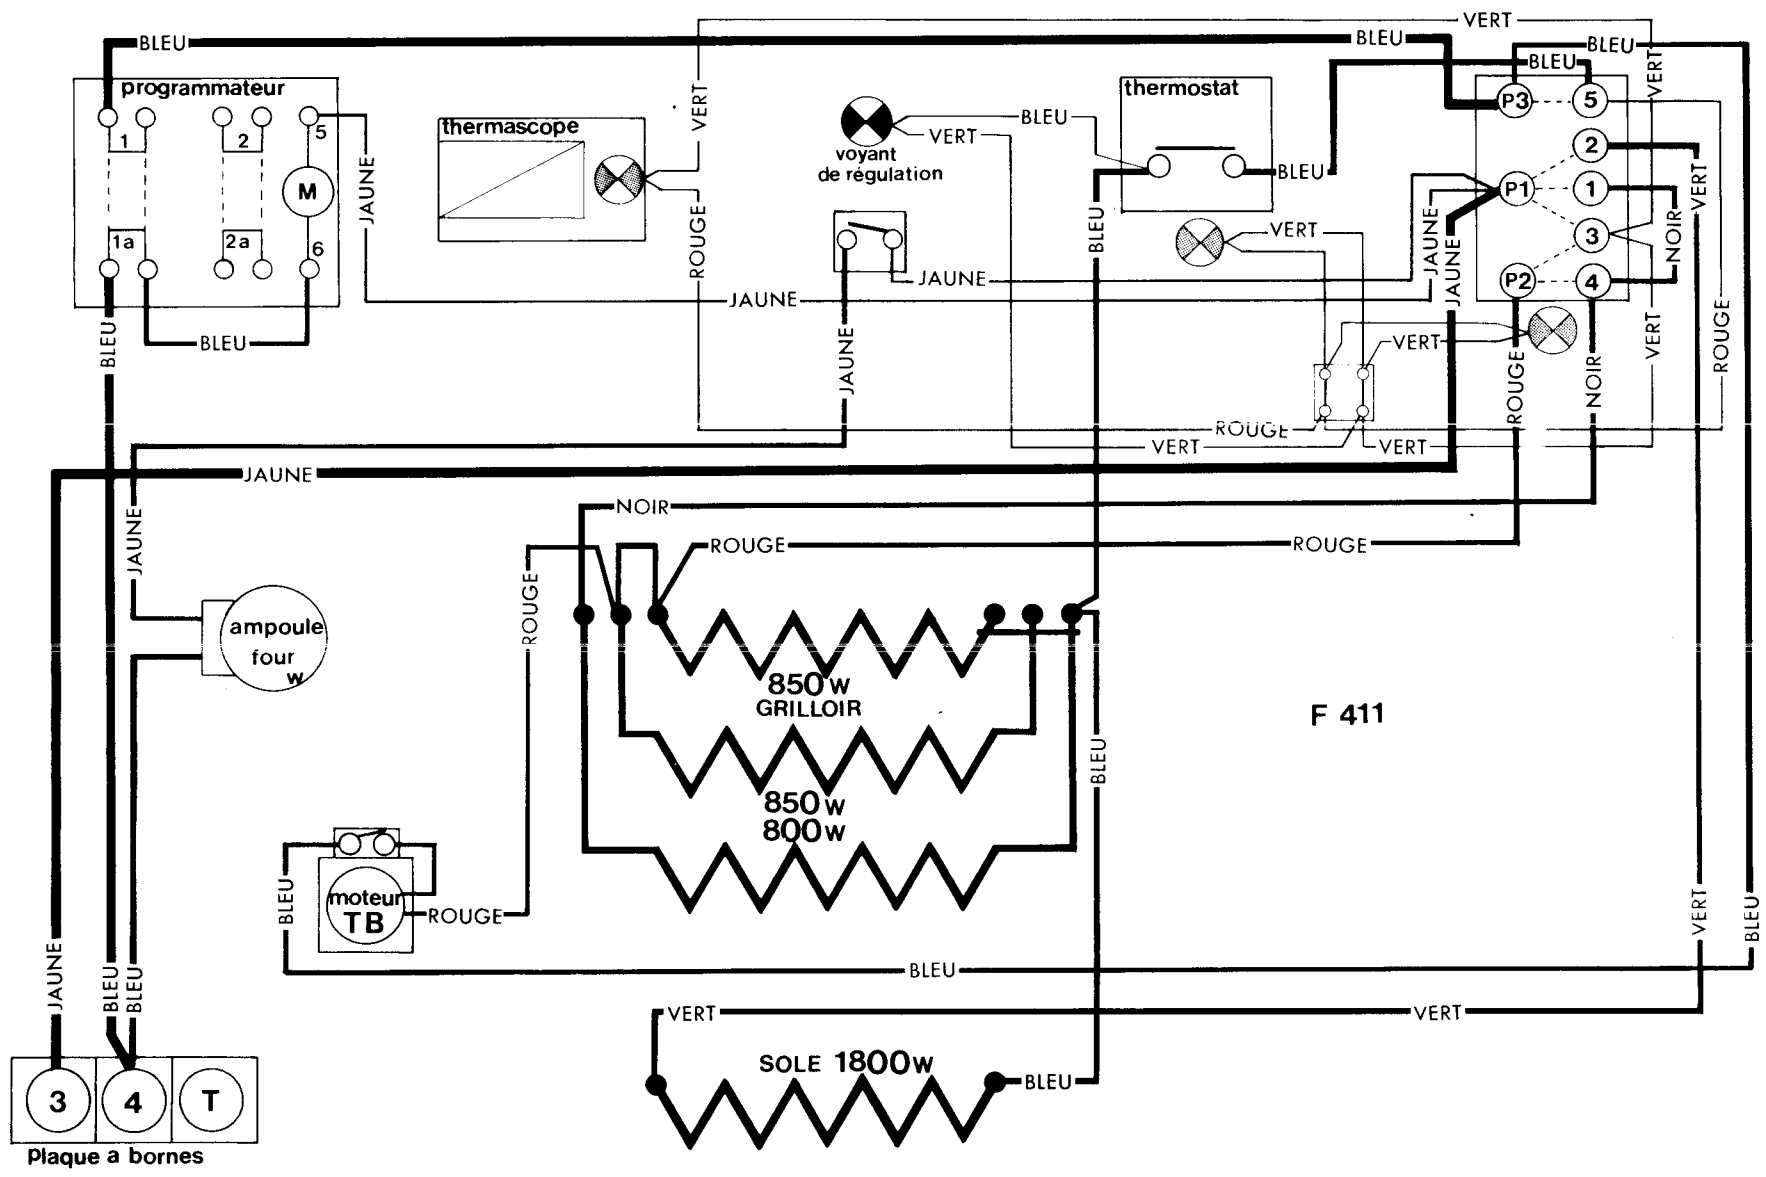 VERT
BLEU
BLEU
BLEU
BLEU
programmateur
1
2
5
M
1a
2a
6
JAUNE
BLEU
BLEU
thermascope
VERT
ROUGE
voyant
de régulation
BLEU
VERT
thermostat
BLEU
BLEU
VERT
P3
5
2
P1
1
3
P2
4
VERT
VERT
NOIR
JAUNE
JAUNE
JAUNE
JAUNE
JAUNE
VERT
ROUGE
NOIR
VERT
ROUGE
ROUGE
VERT
VERT
JAUNE
JAUNE
NOIR
ROUGE
ROUGE
ROUGE
ampoule
four
W
850W
GRILLOIR
850W
800W
F 411
BLEU
moteur
TB
ROUGE
BLEU
BLEU
VERT
BLEU
JAUNE
BLEU
BLEU
VERT
VERT
SOLE 1800W
BLEU
3
4
T
Plaque a bornes